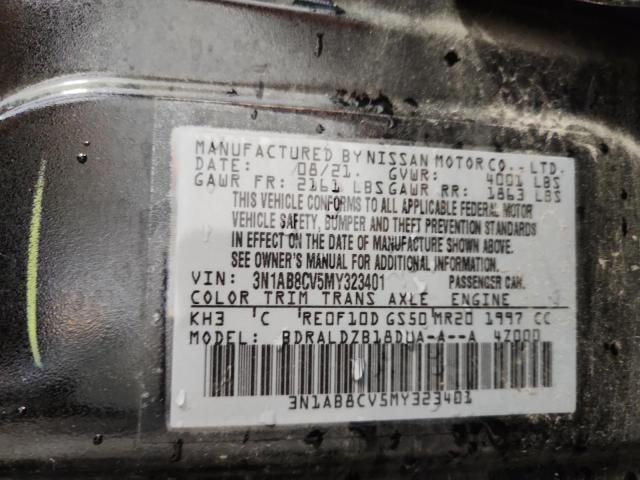 MANUFACTURED BY NISSAN MOTOR CO., LTD.
DATE: 08/21. GVWR: 4001 LBS
GAWR FR: 2161 LBS GAWR RR: 1863 LBS
THIS VEHICLE CONFORMS TO ALL APPLICABLE FEDERAL MOTOR
VEHICLE SAFETY, BUMPER AND THEFT PREVENTION STANDARDS
IN EFFECT ON THE DATE OF MANUFACTURE SHOWN ABOVE.
SEE OWNER'S MANUAL FOR ADDITIONAL INFORMATION.
VIN: 3N1AB8CV5MY323401 PASSENGER CAR.
COLOR TRIM TRANS AXLE ENGINE
KH3 C RE0F10D GS50 MR20 1997 CC
MODEL: BDRALDZB18DUA-A--A 4Z000
3N1AB8CV5MY323401